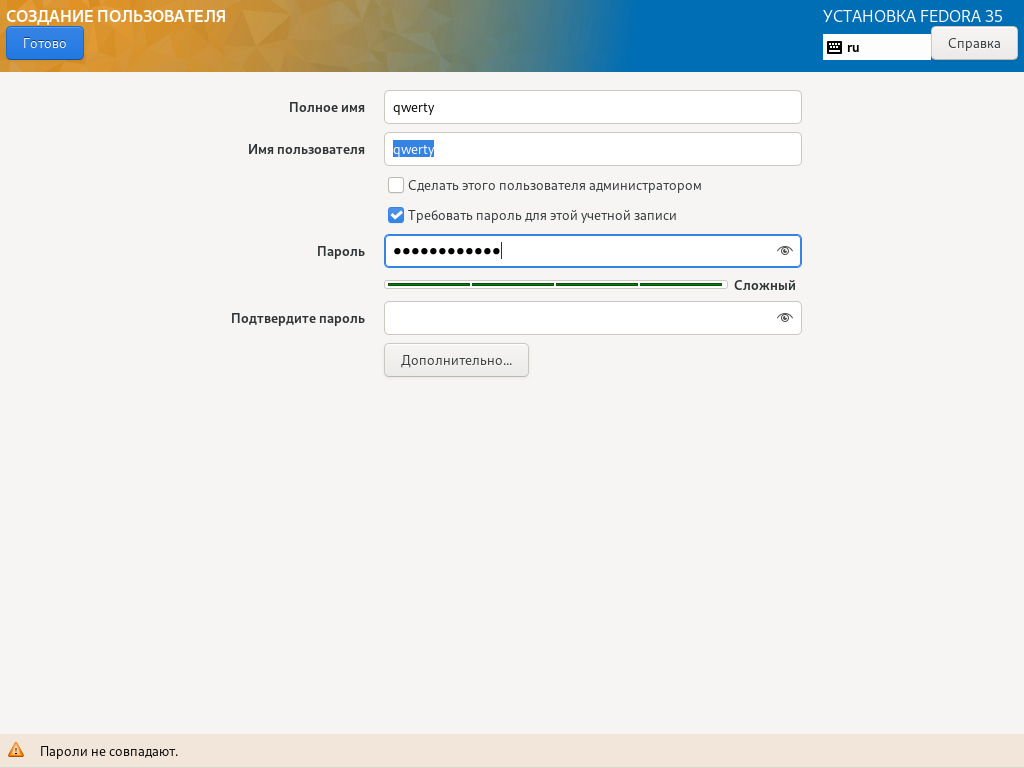 СОЗДАНИЕ ПОЛЬЗОВАТЕЛЯ
УСТАНОВКА FEDORA 35
Готово
ru
Справка
Полное имя
qwerty
Имя пользователя
qwerty
Сделать этого пользователя администратором
Требовать пароль для этой учетной записи
Пароль
●●●●●●●●●●●●
Сложный
Подтвердите пароль
Дополнительно...
Пароли не совпадают.